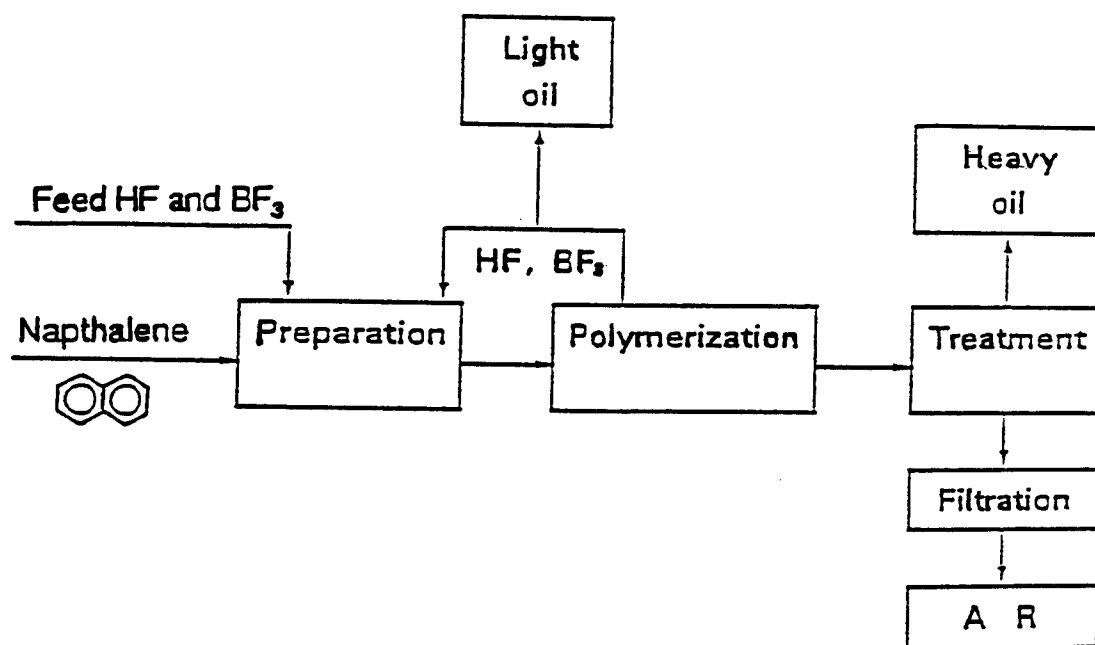 Light
oil
Heavy
oil
Feed HF and BF₃
HF, BF₃
Napthalene
Preparation
Polymerization
Treatment
Filtration
A R